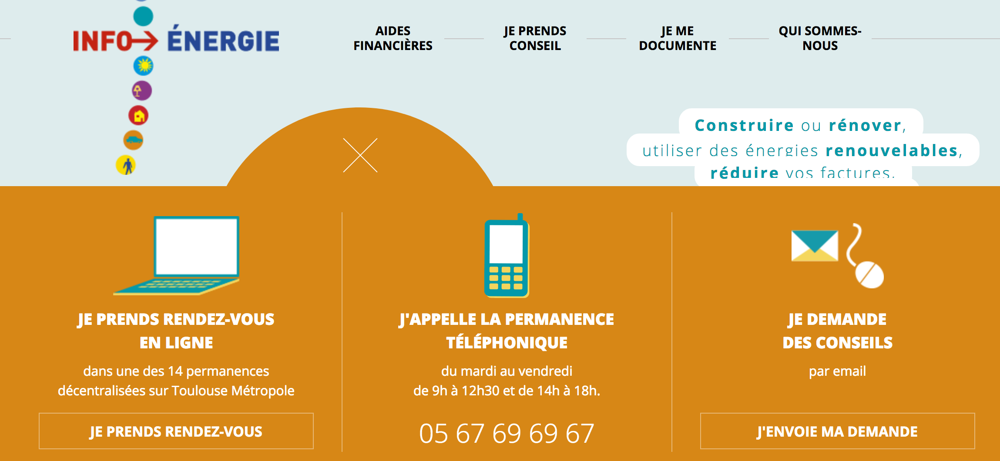 INFO ÉNERGIE
AIDES
FINANCIÈRES
JE PRENDS
CONSEIL
JE ME
DOCUMENTE
QUI SOMMES-
NOUS
Construire ou rénover,
utiliser des énergies renouvelables,
réduire vos factures,
JE PRENDS RENDEZ-VOUS
EN LIGNE
dans une des 14 permanences
décentralisées sur Toulouse Métropole
JE PRENDS RENDEZ-VOUS
J'APPELLE LA PERMANENCE
TÉLÉPHONIQUE
du mardi au vendredi
de 9h à 12h30 et de 14h à 18h.
05 67 69 69 67
JE DEMANDE
DES CONSEILS
par email
J'ENVOIE MA DEMANDE